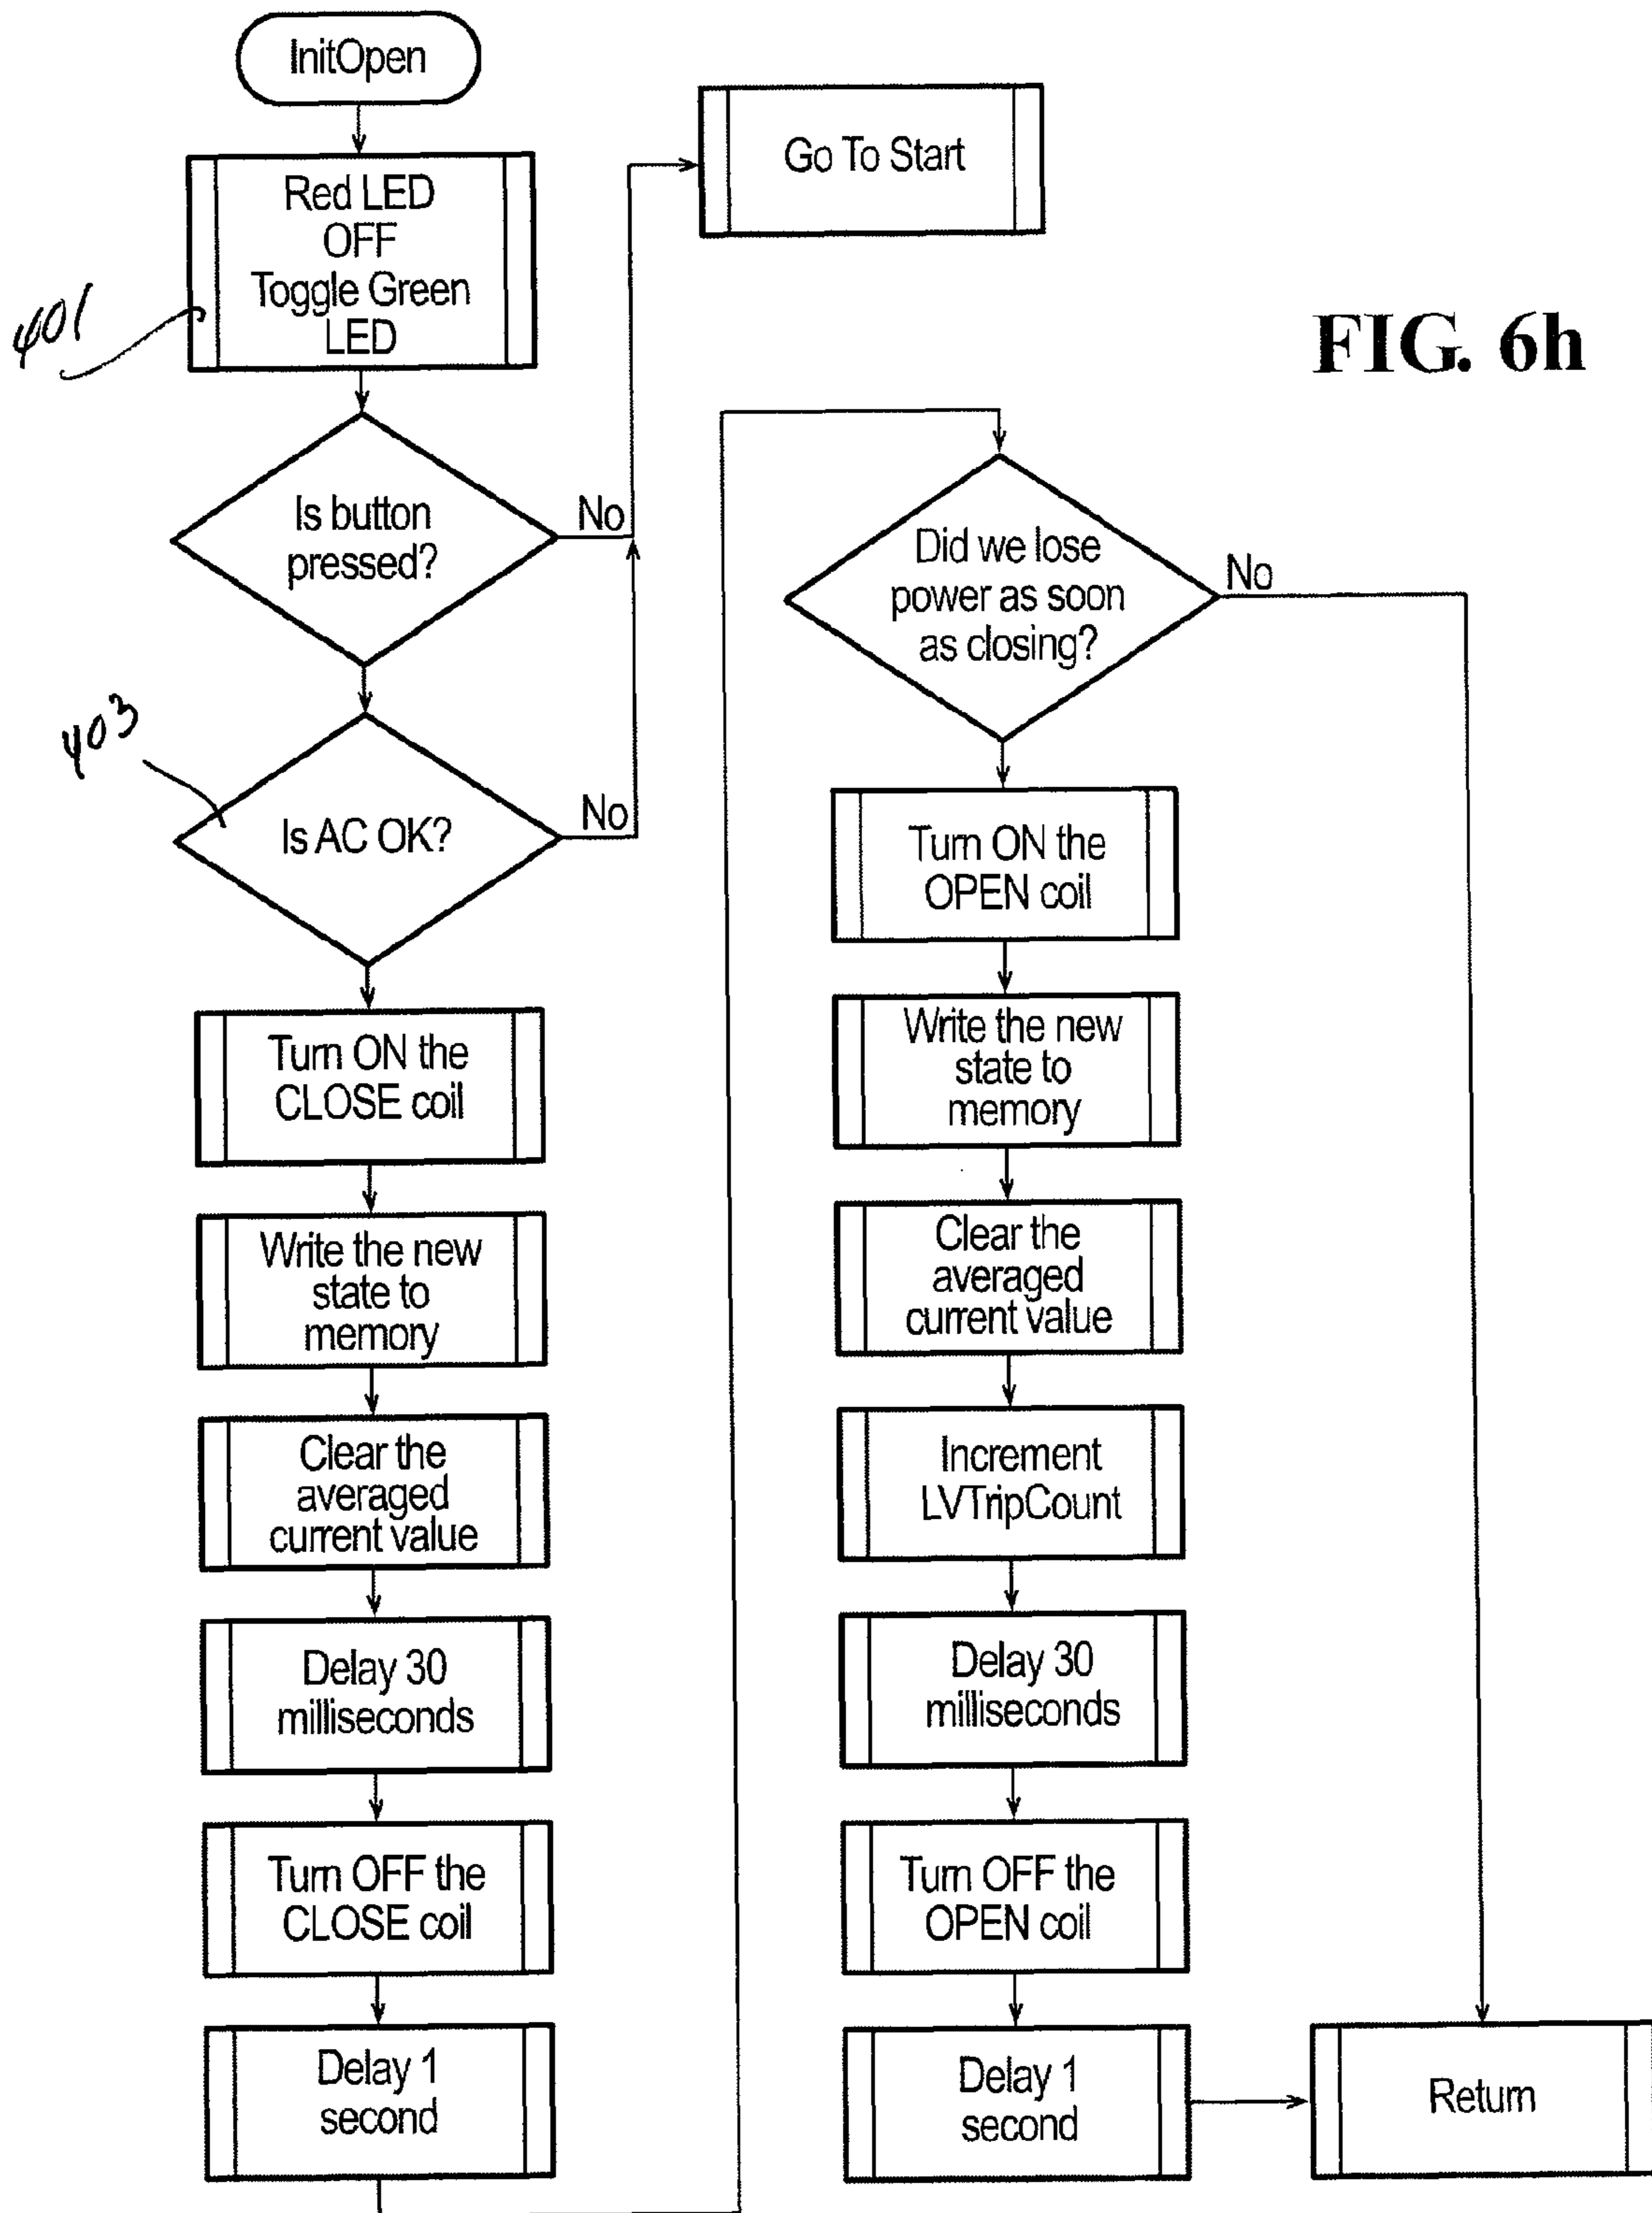 InitOpen
Red LED
OFF
Toggle Green
LED
401
Go To Start
FIG. 6h
Is button
pressed?
No
403
Is AC OK?
No
Turn ON the
CLOSE coil
Write the new
state to
memory
Clear the
averaged
current value
Delay 30
milliseconds
Turn OFF the
CLOSE coil
Delay 1
second
Did we lose
power as soon
as closing?
No
Turn ON the
OPEN coil
Write the new
state to
memory
Clear the
averaged
current value
Increment
LVTripCount
Delay 30
milliseconds
Turn OFF the
OPEN coil
Delay 1
second
Return